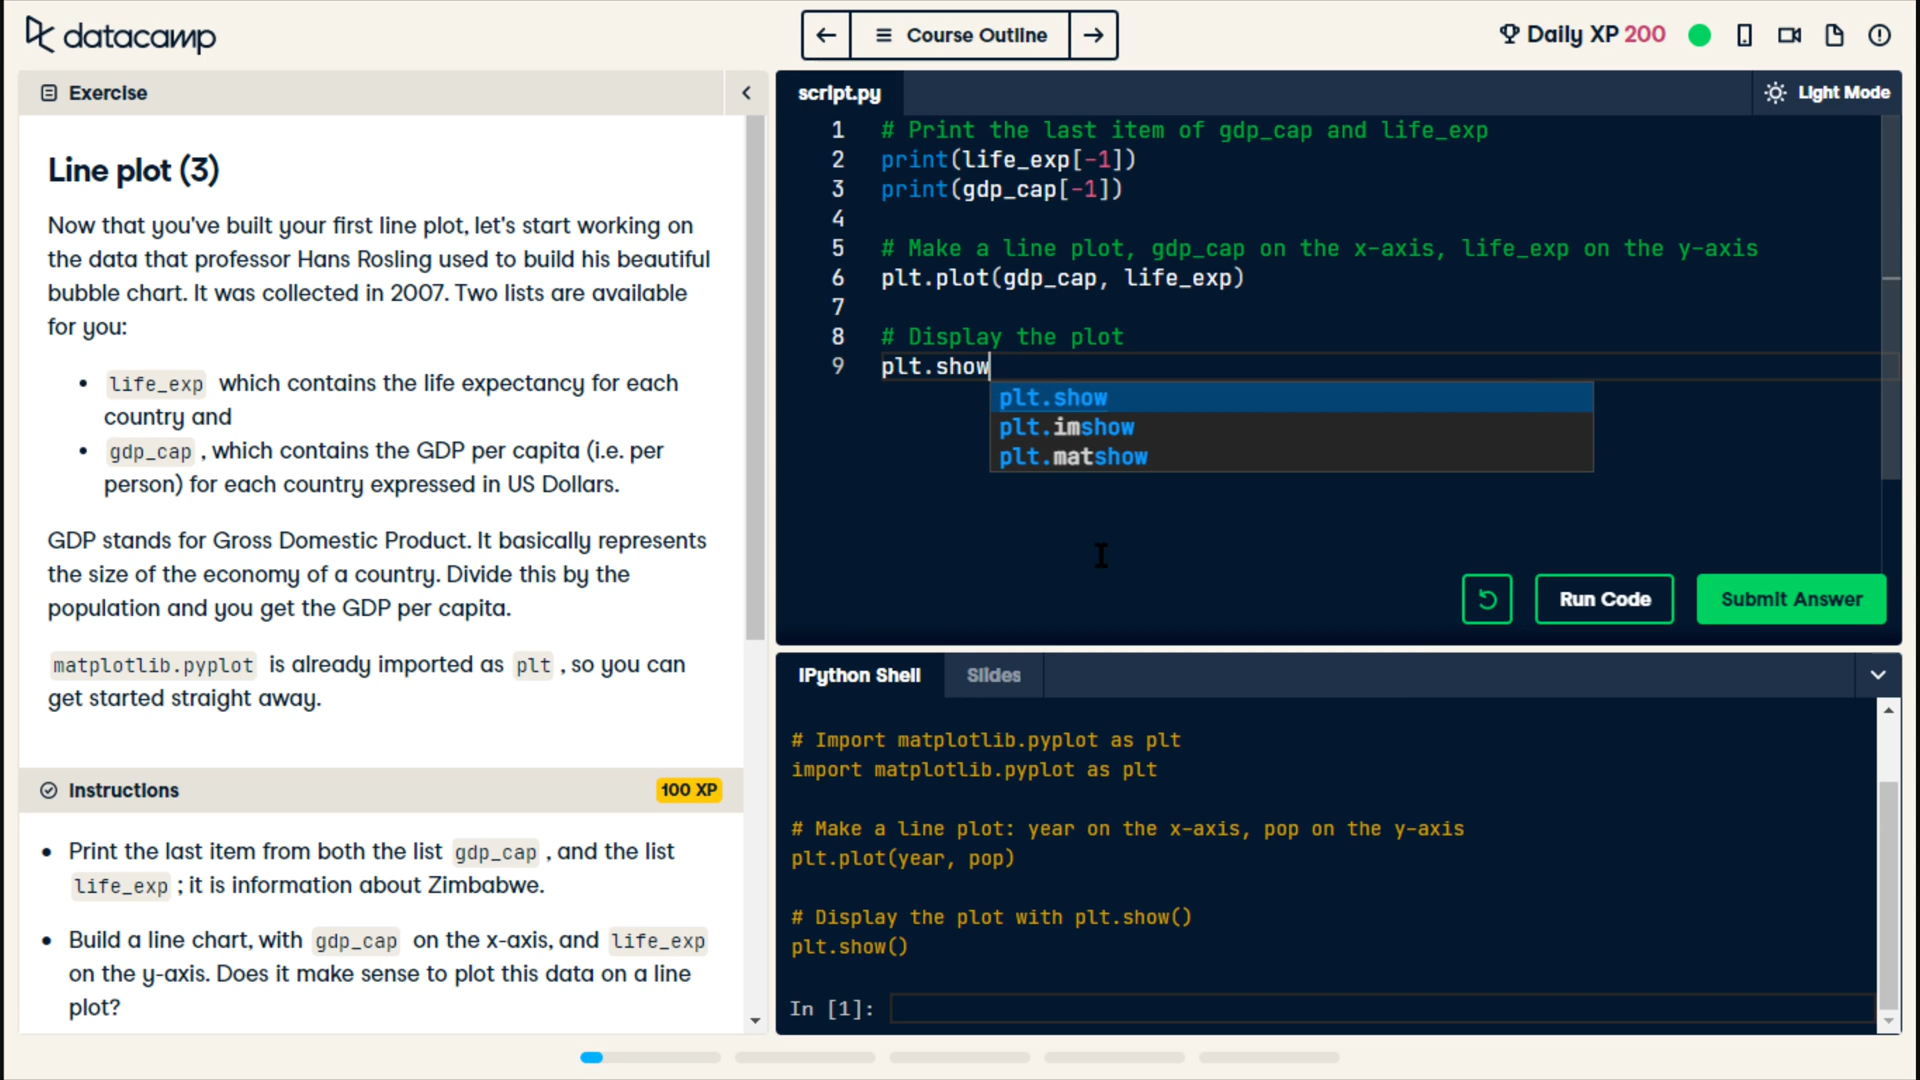 datacamp
Course Outline
Daily XP 200
Exercise
Line plot (3)
Now that you've built your first line plot, let's start working on
the data that professor Hans Rosling used to build his beautiful
bubble chart. It was collected in 2007. Two lists are available
for you:
• life_exp which contains the life expectancy for each
country and
• gdp_cap , which contains the GDP per capita (i.e. per
person) for each country expressed in US Dollars.
GDP stands for Gross Domestic Product. It basically represents
the size of the economy of a country. Divide this by the
population and you get the GDP per capita.
matplotlib.pyplot is already imported as plt , so you can
get started straight away.
Instructions
100 XP
• Print the last item from both the list gdp_cap , and the list
life_exp ; it is information about Zimbabwe.
• Build a line chart, with gdp_cap on the x-axis, and life_exp
on the y-axis. Does it make sense to plot this data on a line
plot?
script.py
Light Mode
1 # Print the last item of gdp_cap and life_exp
2 print(life_exp[-1])
3 print(gdp_cap[-1])
4
5 # Make a line plot, gdp_cap on the x-axis, life_exp on the y-axis
6 plt.plot(gdp_cap, life_exp)
7
8 # Display the plot
9 plt.show
plt.show
plt.imshow
plt.matshow
Run Code
Submit Answer
IPython Shell
Slides
# Import matplotlib.pyplot as plt
import matplotlib.pyplot as plt
# Make a line plot: year on the x-axis, pop on the y-axis
plt.plot(year, pop)
# Display the plot with plt.show()
plt.show()
In [1]: